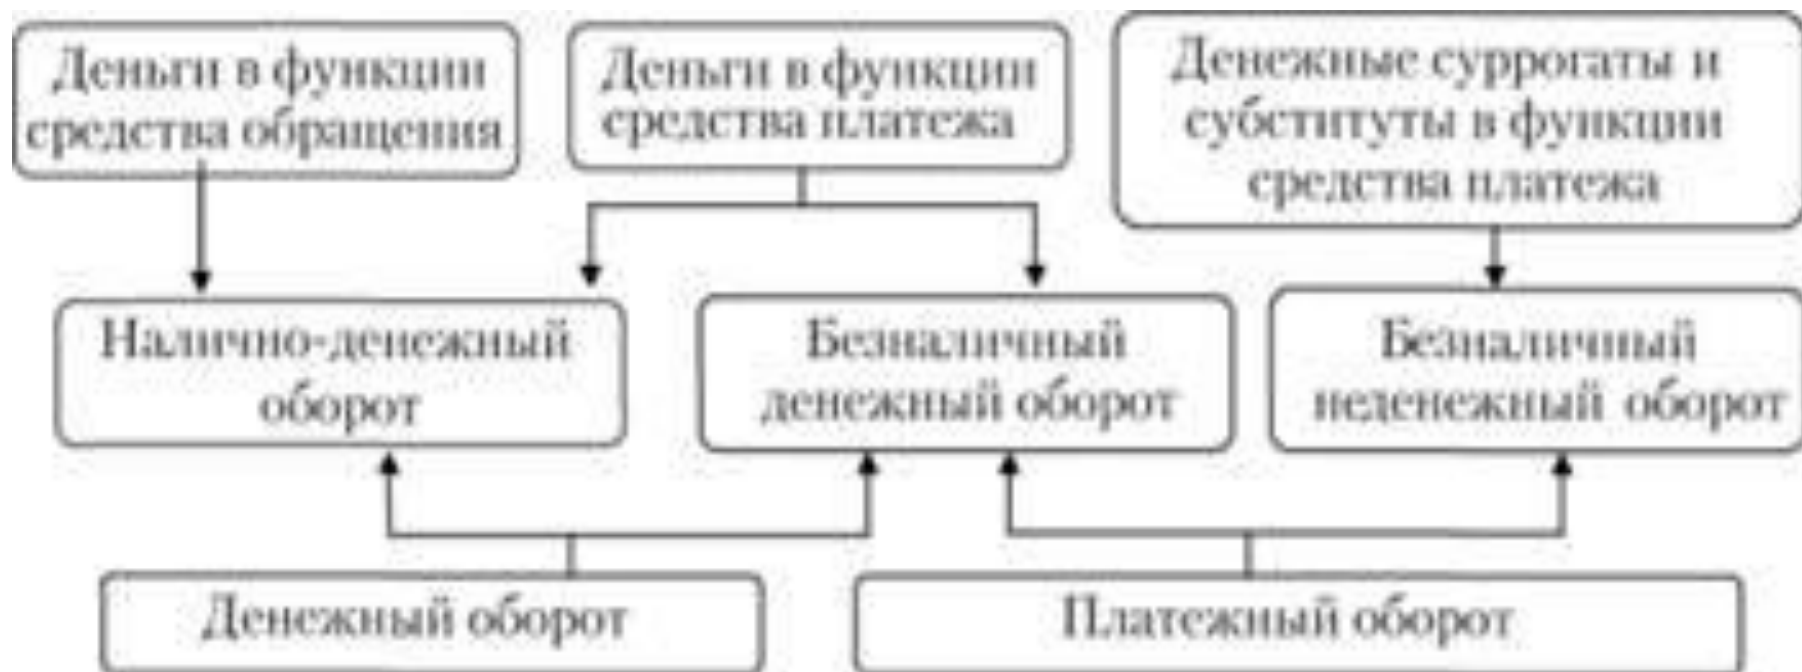 Деньги в функции
средства обращения
Деньги в функции
средства платежа
Денежные суррогаты и
субституты в функции
средства платежа
Налично-денежный
оборот
Безналичный
денежный оборот
Безналичный
неденежный оборот
Денежный оборот
Платежный оборот